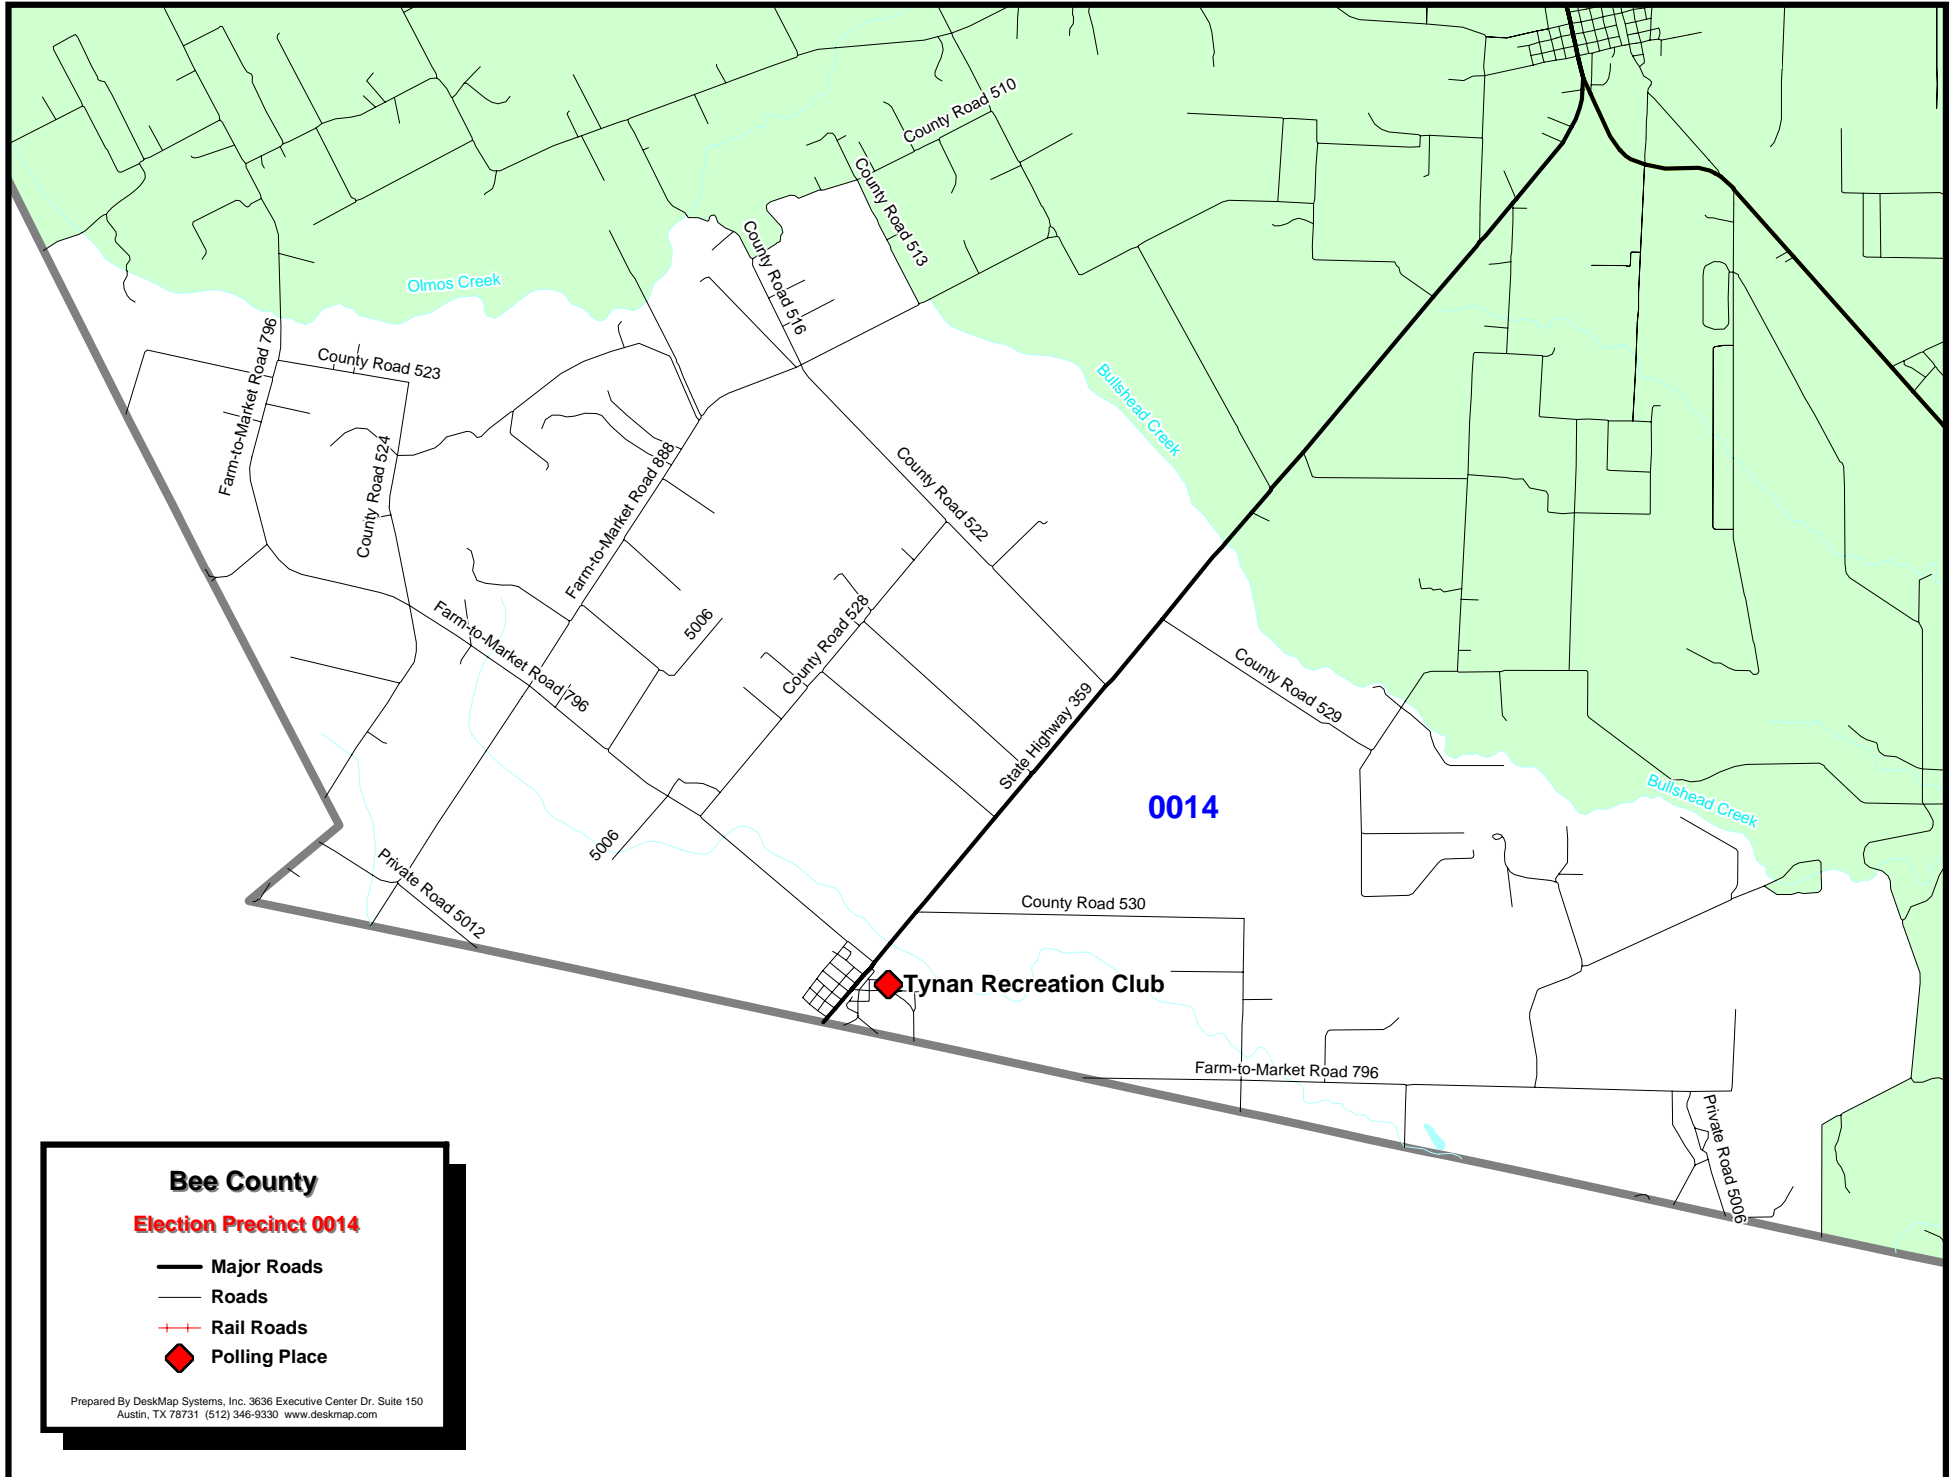 County Road 510
County Road 513
County Road 516
Olmos Creek
Farm-to-Market Road 796
County Road 523
County Road 524
Bullshead Creek
Farm-to-Market Road 888
County Road 522
Farm-to-Market Road 796
5006
County Road 528
County Road 529
State Highway 359
0014
Bullshead Creek
5006
Private Road 5012
County Road 530
Tynan Recreation Club
Farm-to-Market Road 796
Private Road 5006
Bee County
Election Precinct 0014
Major Roads
Roads
Rail Roads
Polling Place
Prepared By DeskMap Systems, Inc. 3636 Executive Center Dr. Suite 150
Austin, TX 78731 (512) 346-9330 www.deskmap.com